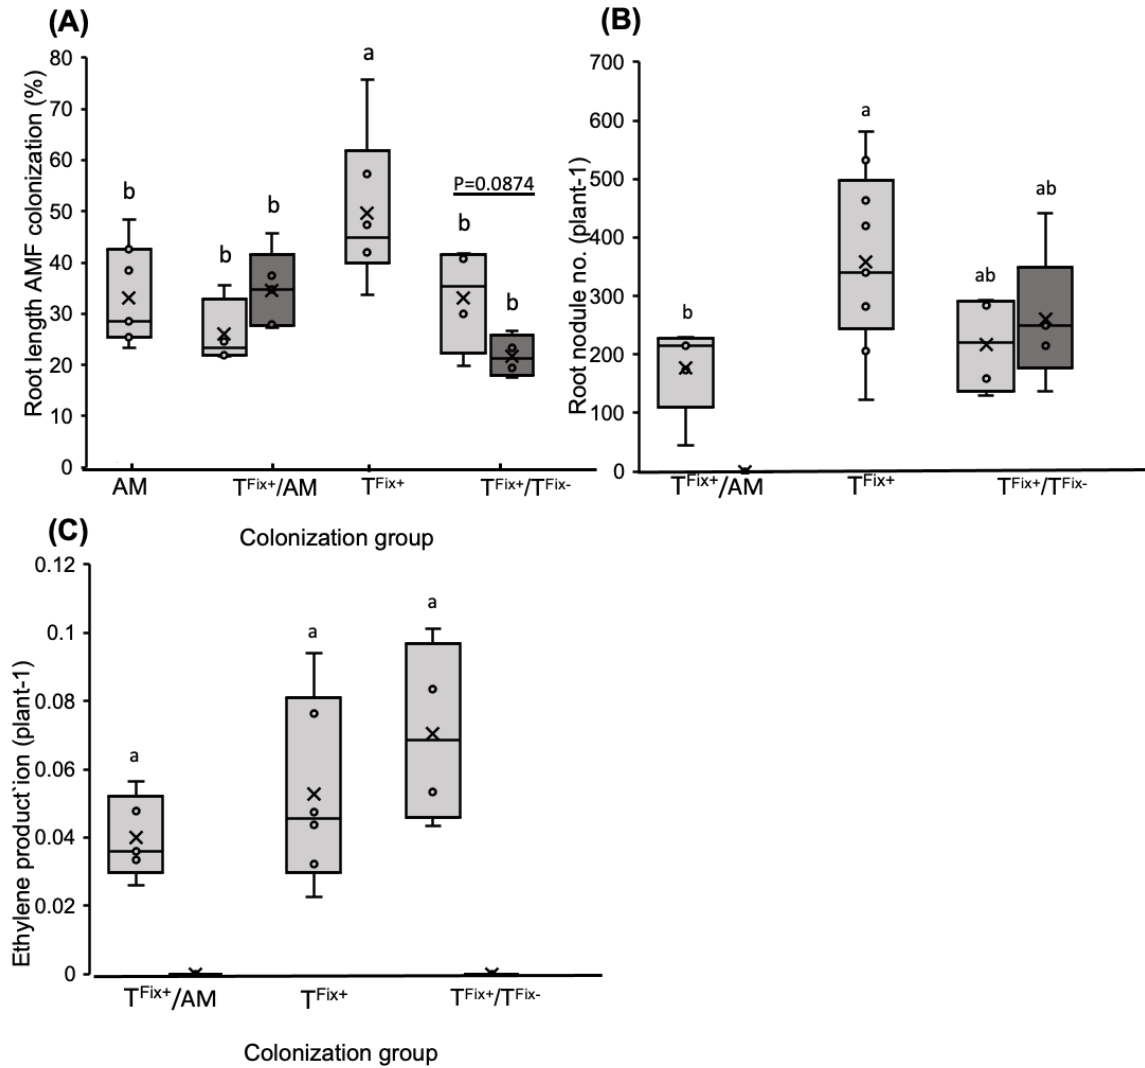 (A)
Root length AMF colonization (%)
80
70
60
50
40
30
20
10
0
b
b
b
a
P=0.0874
b
b
AM
TFix+/AM
TFix+
TFix+/TFix-
Colonization group
(B)
Root nodule no. (plant-1)
700
600
500
400
300
200
100
0
b
a
ab
ab
TFix+/AM
TFix+
TFix+/TFix-
(C)
Ethylene product`ion (plant-1)
0.12
0.1
0.08
0.06
0.04
0.02
0
a
a
a
TFix+/AM
TFix+
TFix+/TFix-
Colonization group